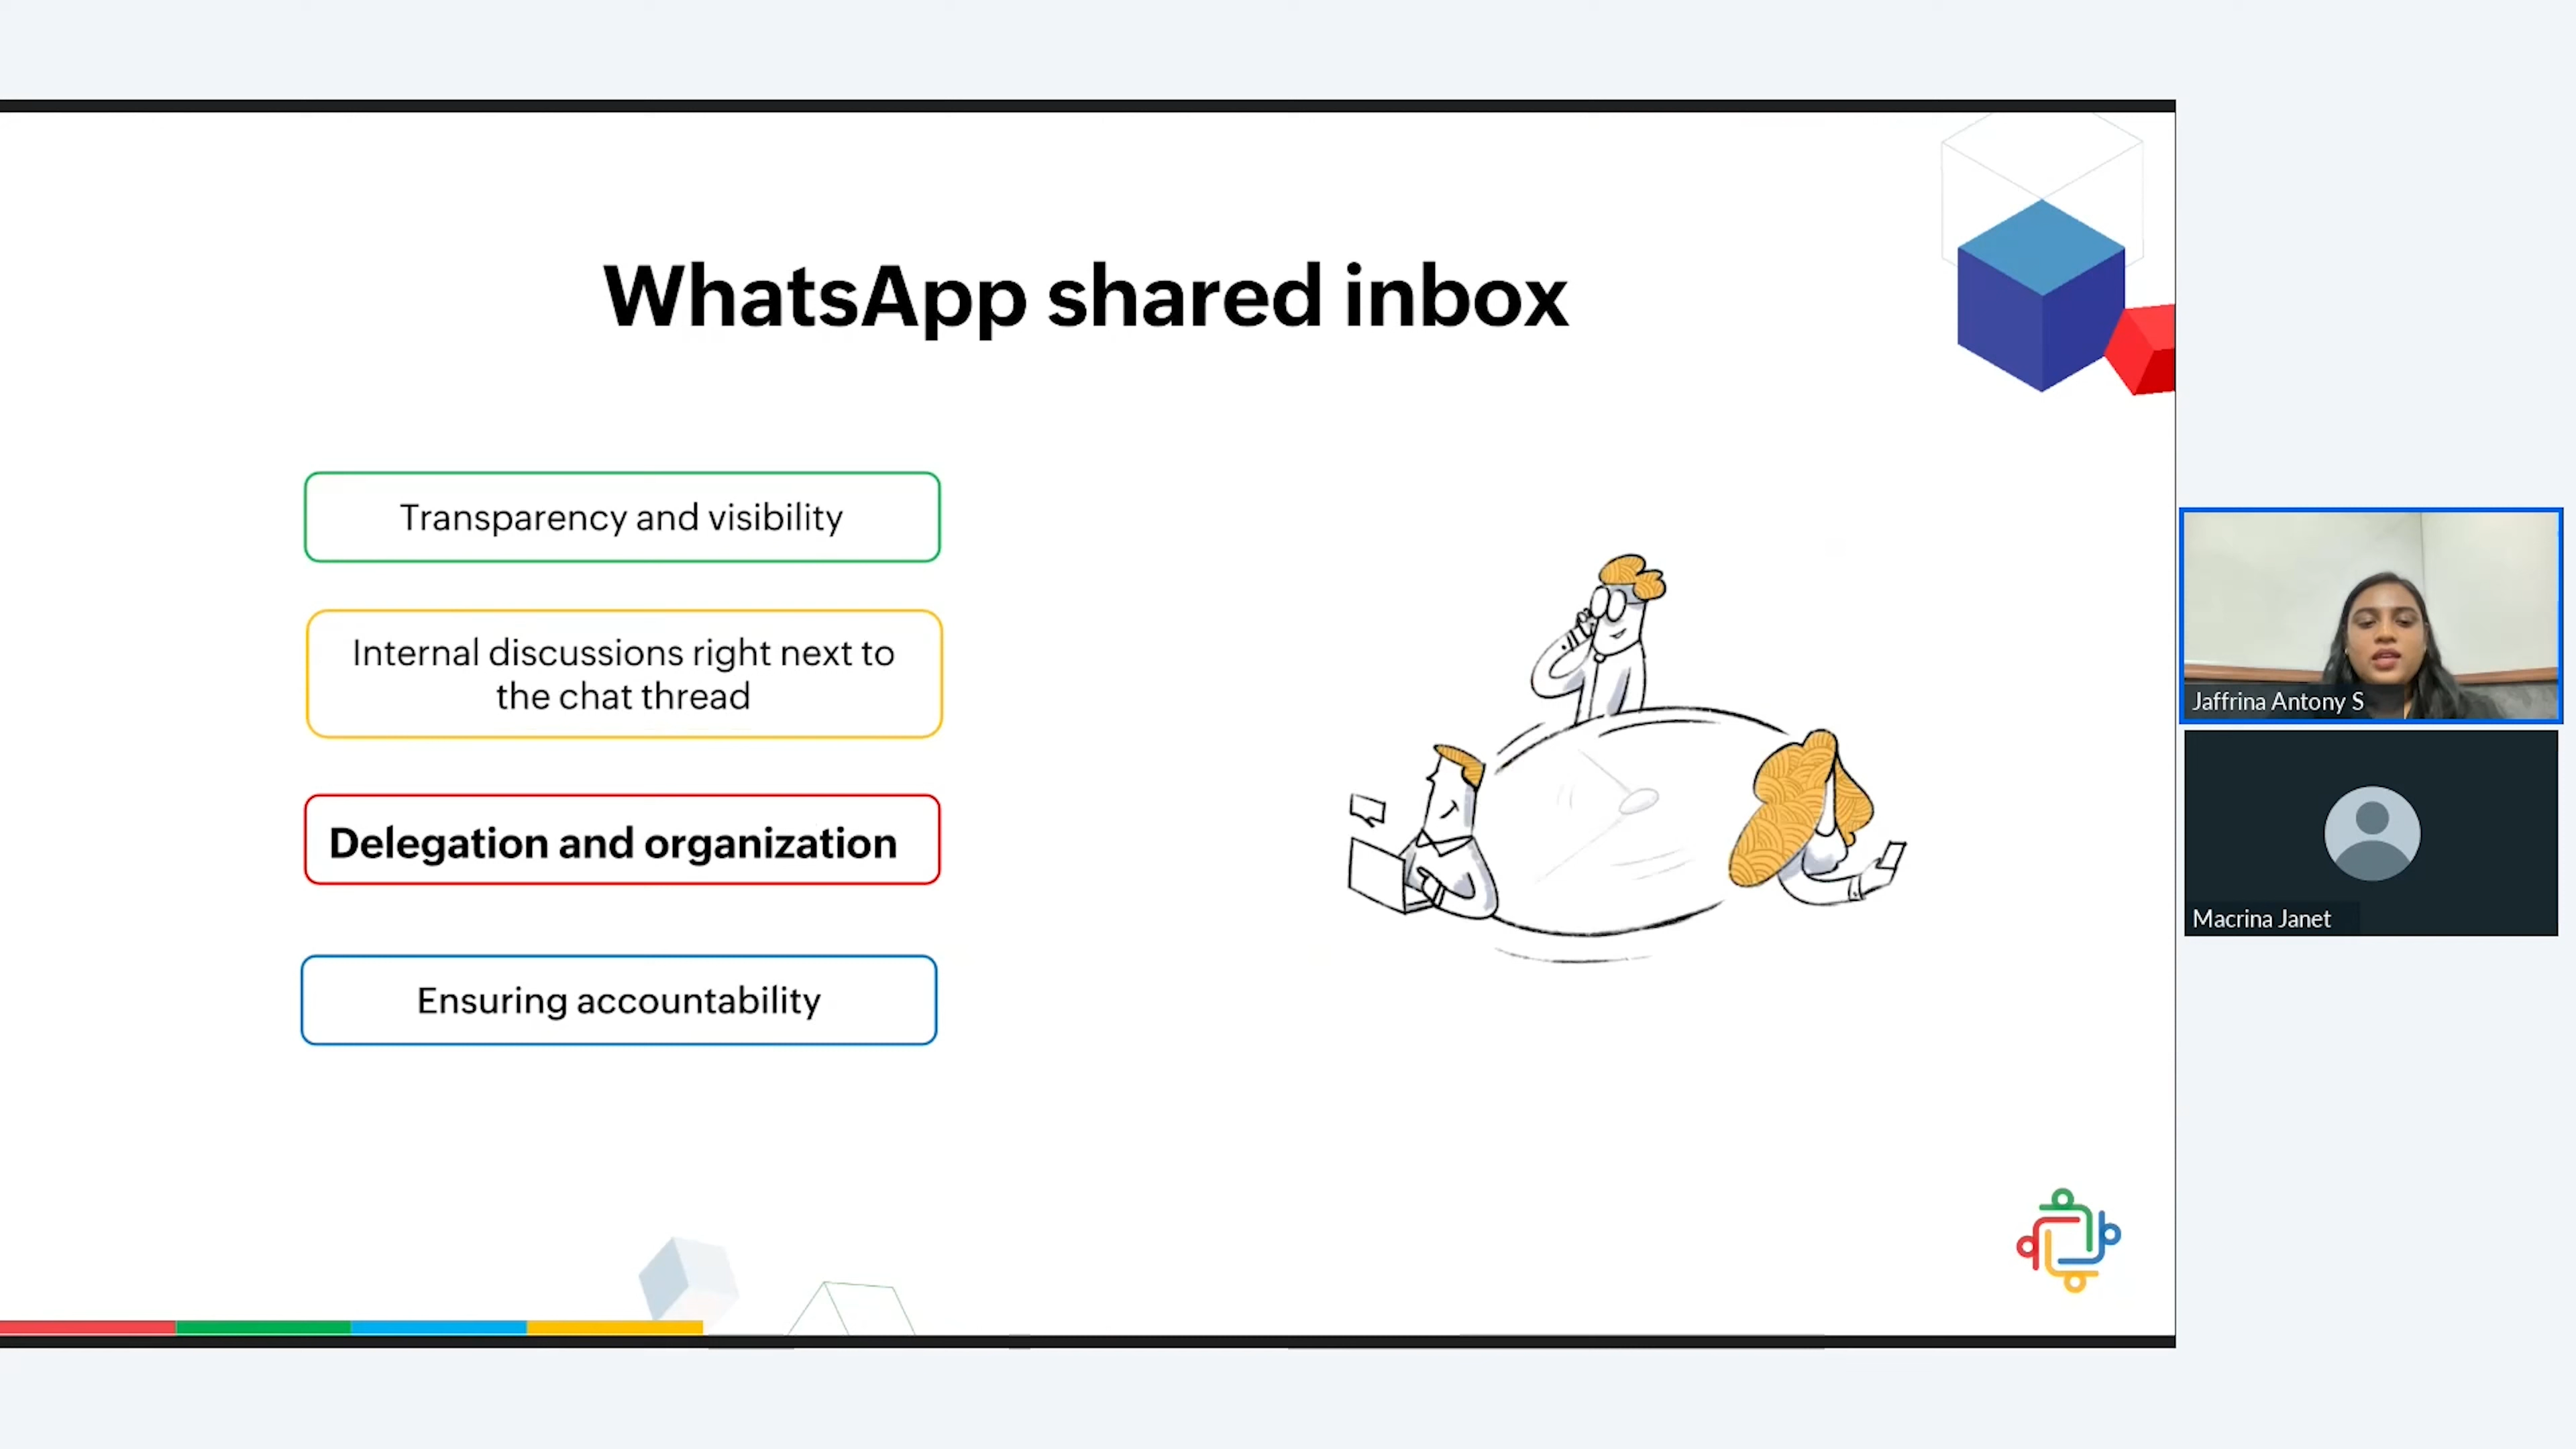 WhatsApp shared inbox
Transparency and visibility
Internal discussions right next to
the chat thread
Delegation and organization
Ensuring accountability
Jaffrina Antony S
Macrina Janet